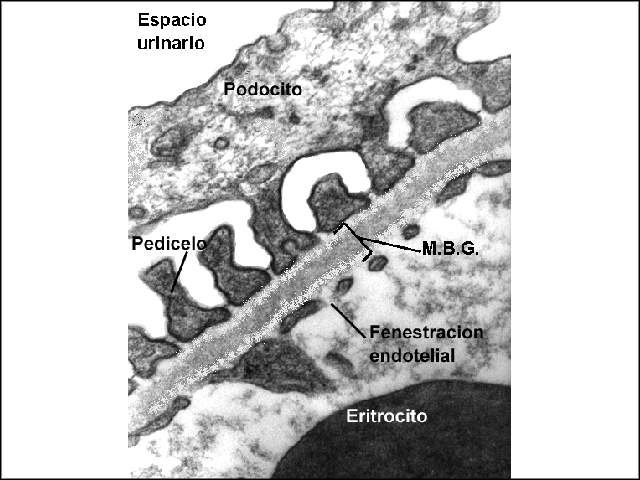 Espacio
urinario
Podocito
Pedicelo
M.B.G.
Fenestracion
endotelial
Eritrocito